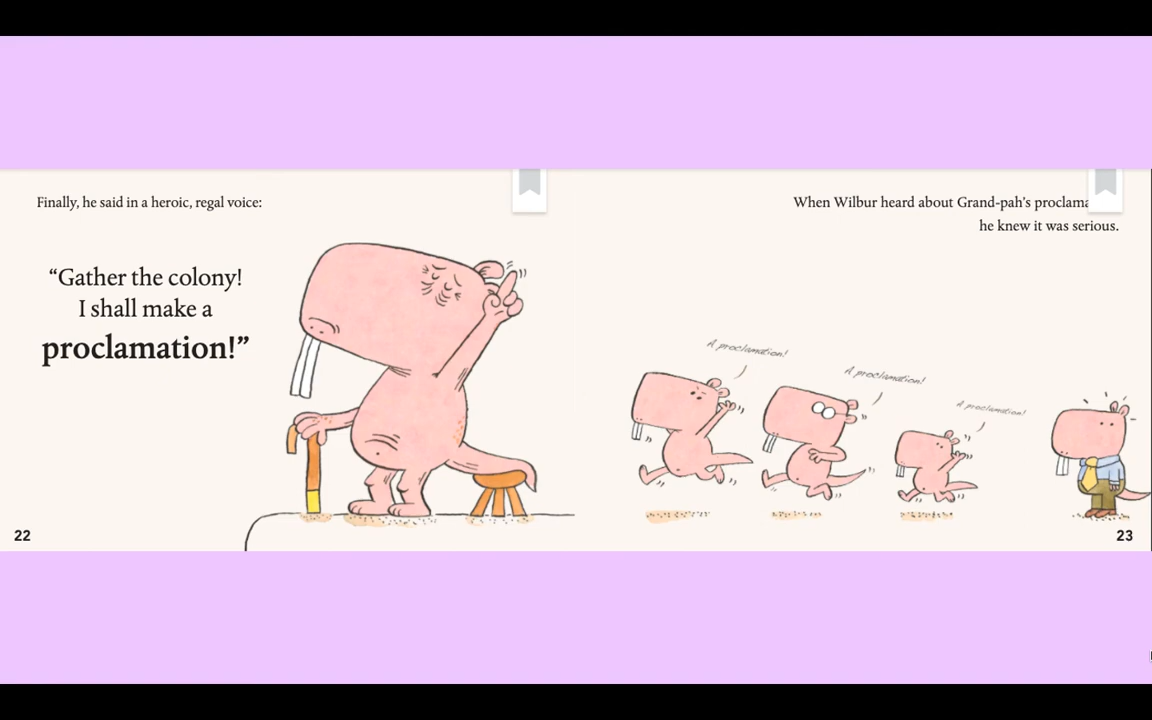 Finally, he said in a heroic, regal voice:
“Gather the colony!
I shall make a
proclamation!”
22
When Wilbur heard about Grand-pah’s
he knew it was serious.
A proclamation!
A proclamation!
A proclamation!
23